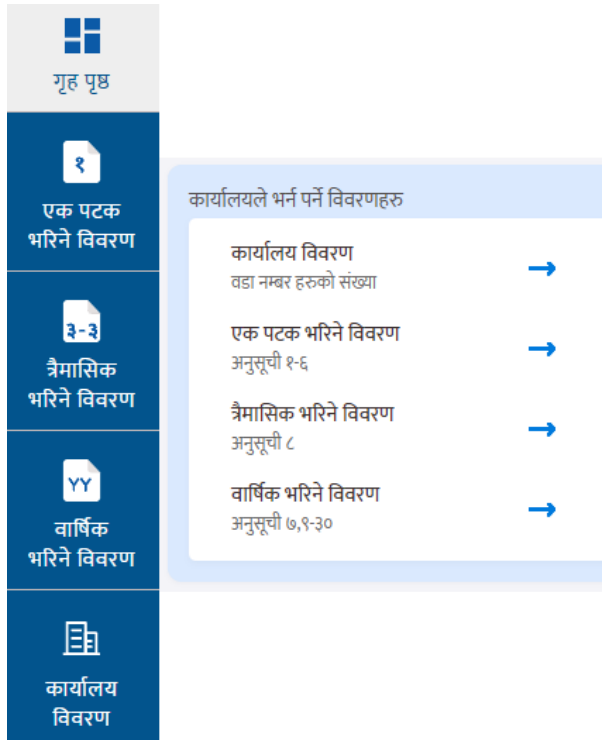 गृह पृष्ठ
१
एक पटक
भरिने विवरण
३-३
त्रैमासिक
भरिने विवरण
YY
वार्षिक
भरिने विवरण
कार्यालय
विवरण
कार्यालयले भर्न पर्ने विवरणहरु
कार्यालय विवरण
वडा नम्बर हरुको संख्या
एक पटक भरिने विवरण
अनुसूची १-६
त्रैमासिक भरिने विवरण
अनुसूची ८
वार्षिक भरिने विवरण
अनुसूची ७,९-३०